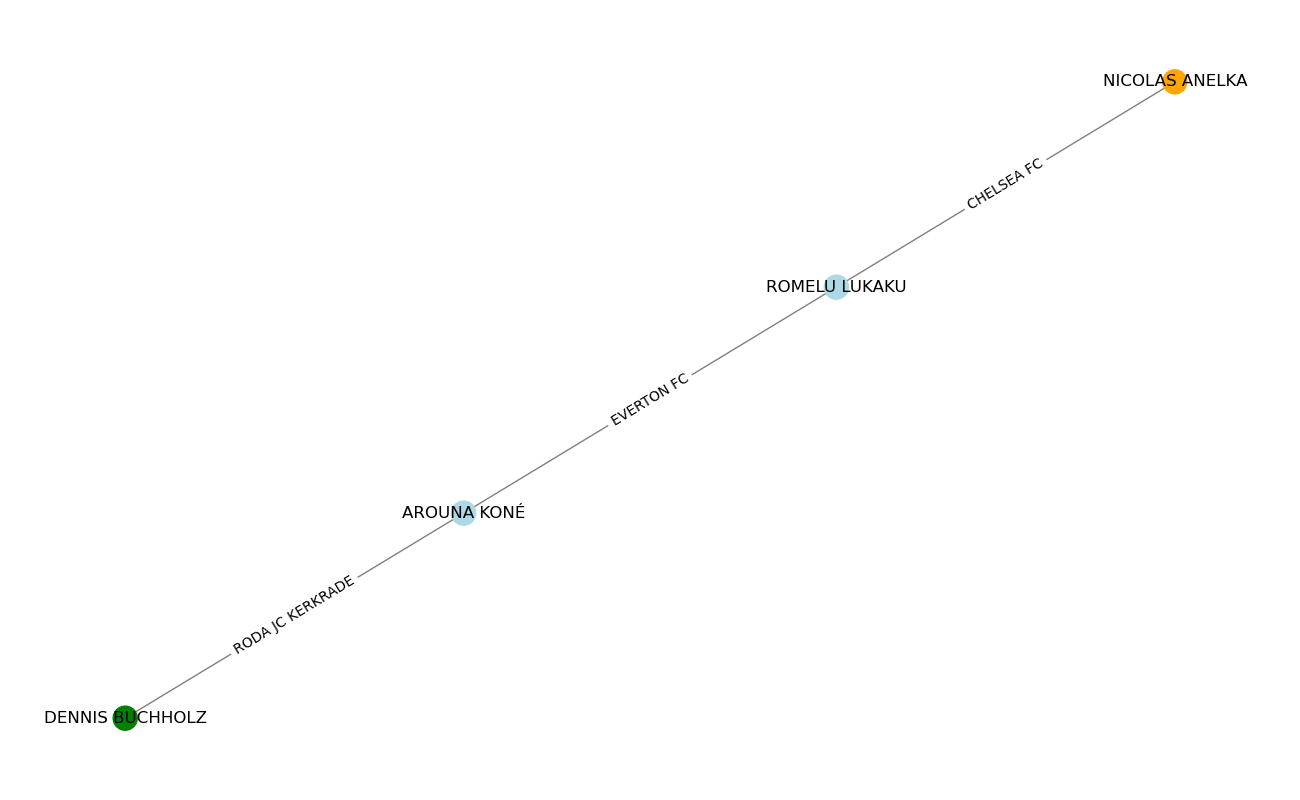 NICOLAS ANELKA
CHELSEA FC
ROMELU LUKAKU
EVERTON FC
AROUNA KONÉ
RODA JC KERKRADE
DENNIS BUCHHOLZ